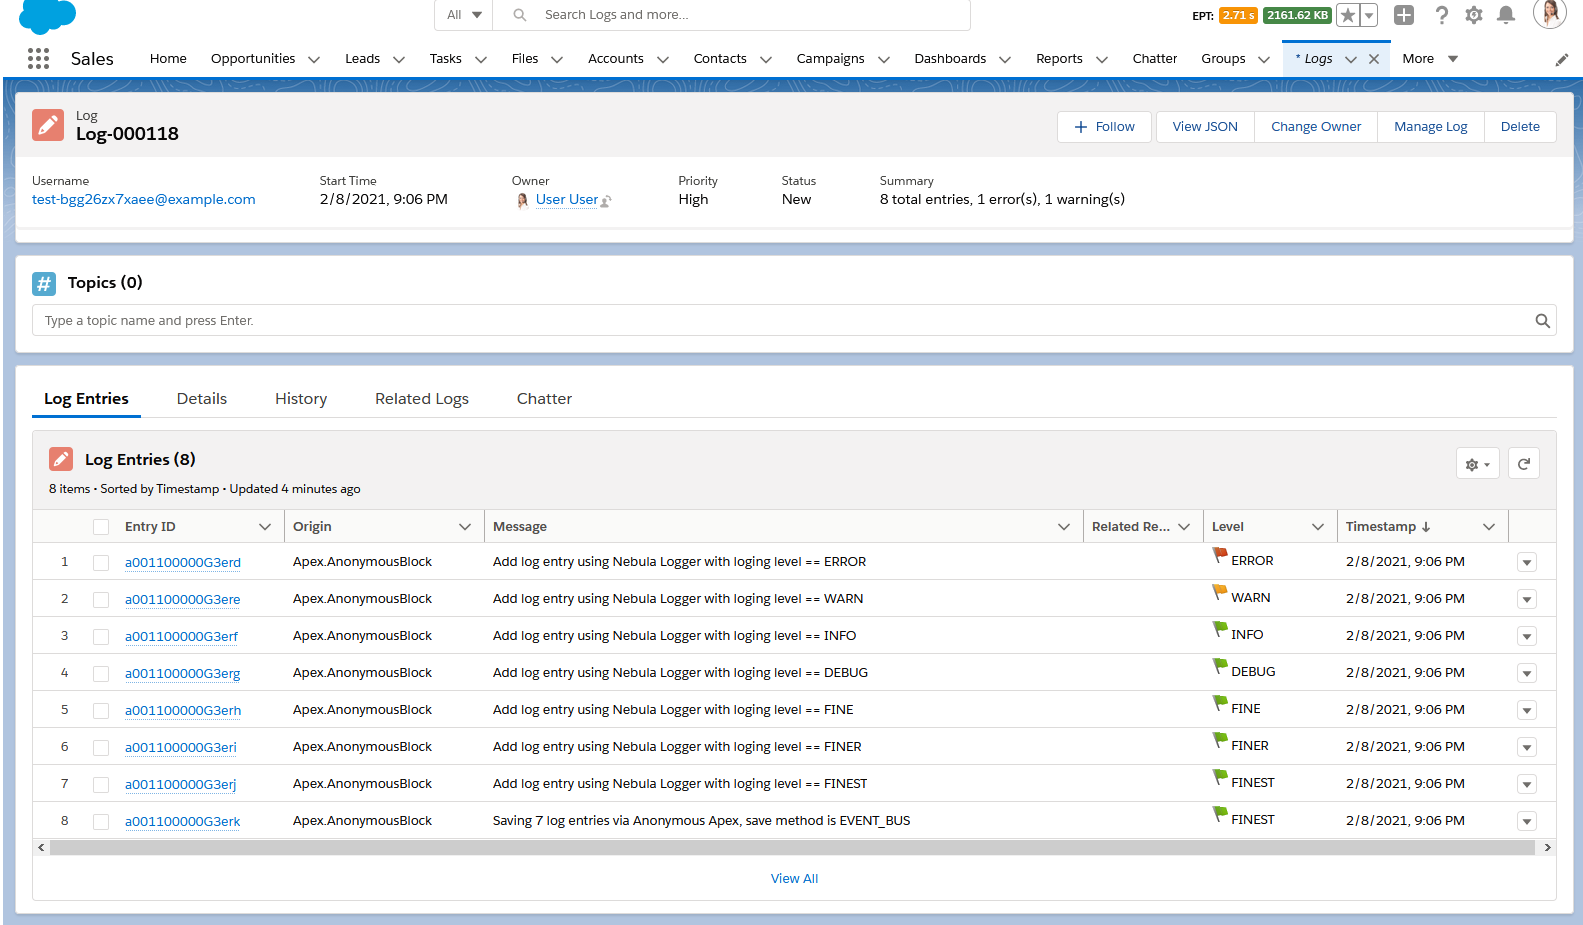 All Search Logs and more... EPT: 2.71 s 2161.62 KB
Sales Home Opportunities Leads Tasks Files Accounts Contacts Campaigns Dashboards Reports Chatter Groups * Logs More
Log
Log-000118
+ Follow View JSON Change Owner Manage Log Delete
Username Start Time Owner Priority Status Summary
test-bgg26zx7xaee@example.com 2/8/2021, 9:06 PM User User High New 8 total entries, 1 error(s), 1 warning(s)
# Topics (0)
Type a topic name and press Enter.
Log Entries Details History Related Logs Chatter
Log Entries (8)
8 items • Sorted by Timestamp • Updated 4 minutes ago
Entry ID Origin Message Related Re... Level Timestamp
1 a001100000G3erd Apex.AnonymousBlock Add log entry using Nebula Logger with loging level == ERROR ERROR 2/8/2021, 9:06 PM
2 a001100000G3ere Apex.AnonymousBlock Add log entry using Nebula Logger with loging level == WARN WARN 2/8/2021, 9:06 PM
3 a001100000G3erf Apex.AnonymousBlock Add log entry using Nebula Logger with loging level == INFO INFO 2/8/2021, 9:06 PM
4 a001100000G3erg Apex.AnonymousBlock Add log entry using Nebula Logger with loging level == DEBUG DEBUG 2/8/2021, 9:06 PM
5 a001100000G3erh Apex.AnonymousBlock Add log entry using Nebula Logger with loging level == FINE FINE 2/8/2021, 9:06 PM
6 a001100000G3eri Apex.AnonymousBlock Add log entry using Nebula Logger with loging level == FINER FINER 2/8/2021, 9:06 PM
7 a001100000G3erj Apex.AnonymousBlock Add log entry using Nebula Logger with loging level == FINEST FINEST 2/8/2021, 9:06 PM
8 a001100000G3erk Apex.AnonymousBlock Saving 7 log entries via Anonymous Apex, save method is EVENT_BUS FINEST 2/8/2021, 9:06 PM
View All